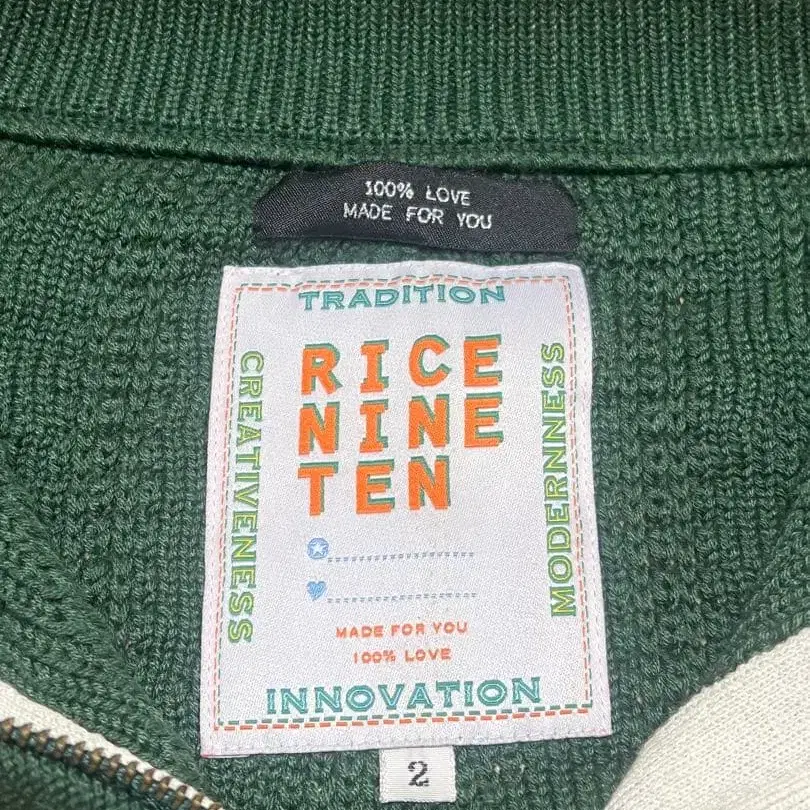 100% LOVE
MADE FOR YOU
TRADITION
CREATIVENESS
RICE
NINE
TEN
MODERNNESS
MADE FOR YOU
100% LOVE
INNOVATION
2